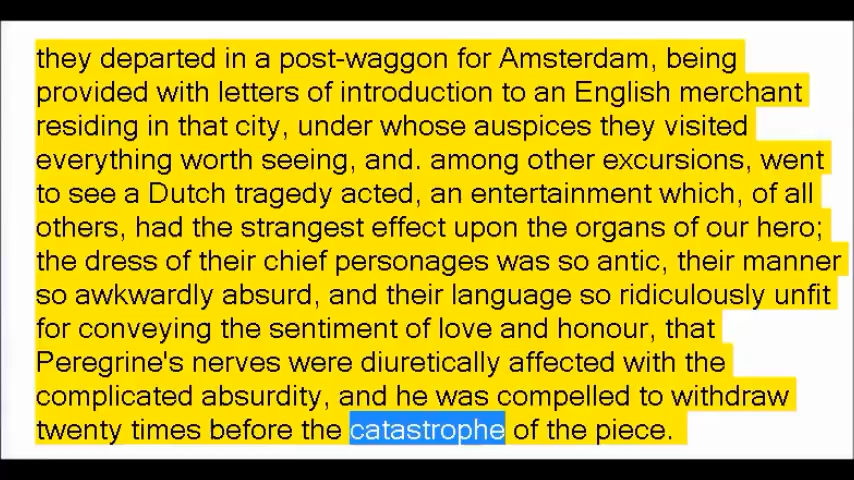 they departed in a post-waggon for Amsterdam, being
provided with letters of introduction to an English merchant
residing in that city, under whose auspices they visited
everything worth seeing, and. among other excursions, went
to see a Dutch tragedy acted, an entertainment which, of all
others, had the strangest effect upon the organs of our hero;
the dress of their chief personages was so antic, their manner
so awkwardly absurd, and their language so ridiculously unfit
for conveying the sentiment of love and honour, that
Peregrine's nerves were diuretically affected with the
complicated absurdity, and he was compelled to withdraw
twenty times before the catastrophe of the piece.